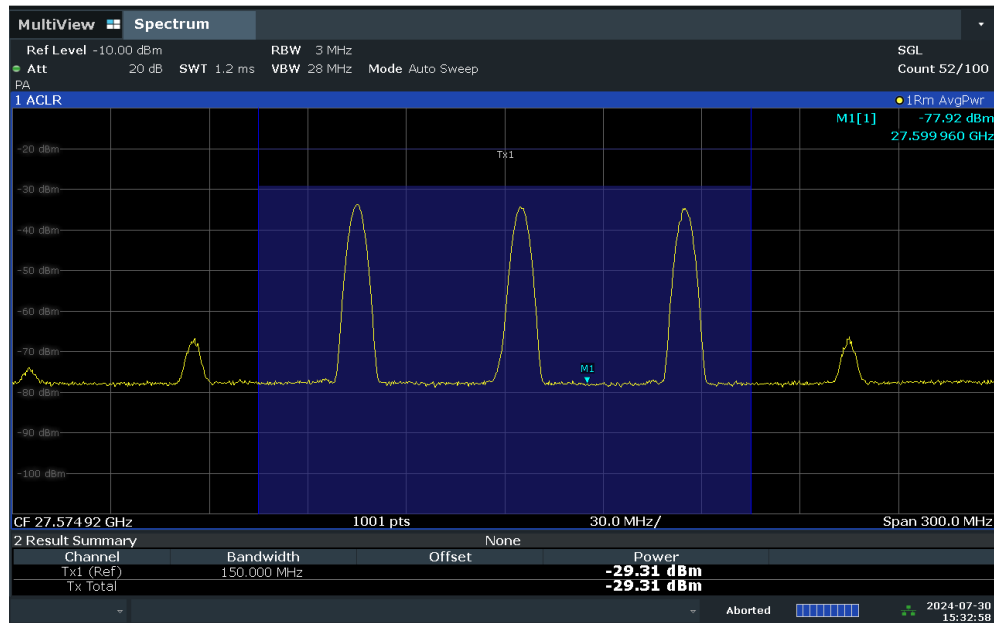 MultiView Spectrum
Ref Level -10.00 dBm RBW 3 MHz SGL
Att 20 dB SWT 1.2 ms VBW 28 MHz Mode Auto Sweep Count 52/100
PA
1 ACLR 1Rm AvgPwr
M1[1] -77.92 dBm
27.599 960 GHz
-20 dBm
Tx1
-30 dBm
-40 dBm
-50 dBm
-60 dBm
-70 dBm
M1
-80 dBm
-90 dBm
-100 dBm
CF 27.574 92 GHz 1001 pts 30.0 MHz/ Span 300.0 MHz
2 Result Summary None
Channel Bandwidth Offset Power
Tx1 (Ref) 150.000 MHz -29.31 dBm
Tx Total -29.31 dBm
Aborted 2024-07-30
15:32:58